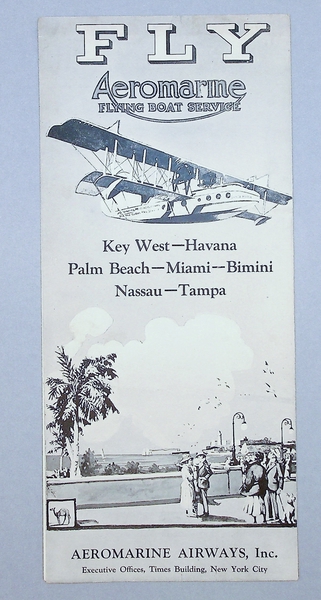 FLY
Aeromarine
FLYING BOAT SERVICE
Key West—Havana
Palm Beach—Miami--Bimini
Nassau—Tampa
AEROMARINE AIRWAYS, Inc.
Executive Offices, Times Building, New York City